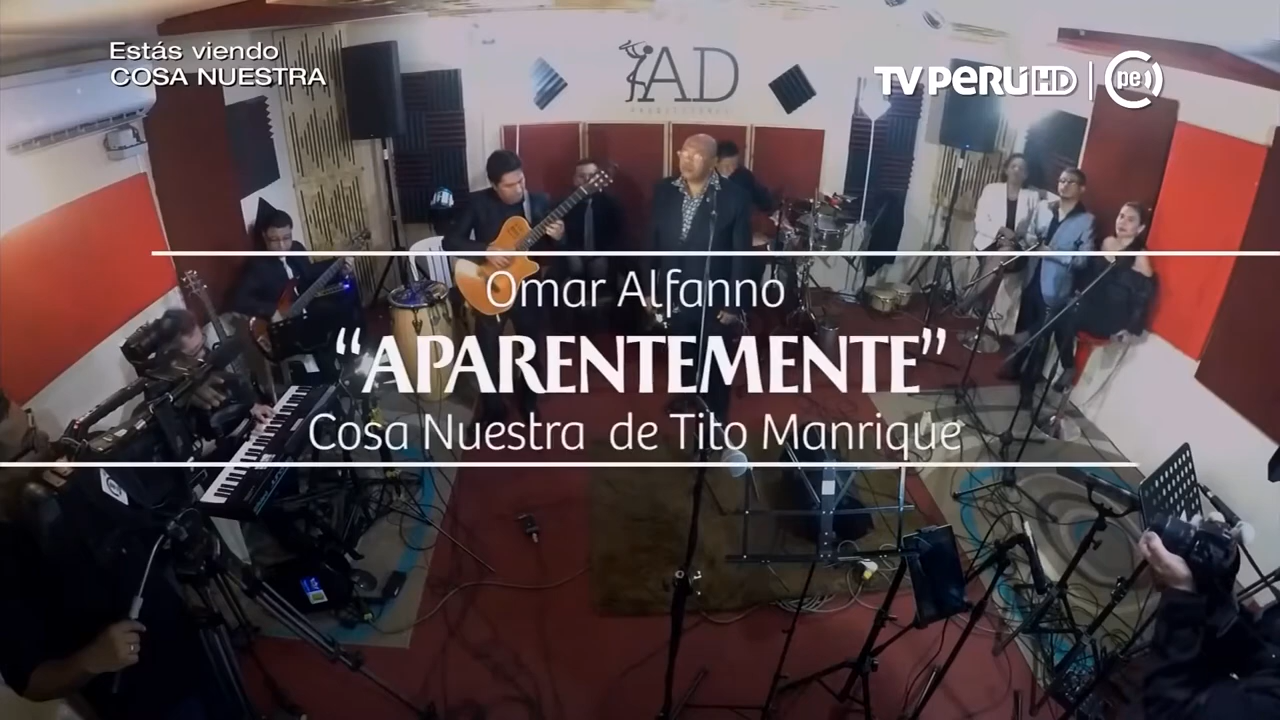 Estás viendo
COSA NUESTRA
TV PERÚ HD | pe
AD
Omar Alfanno
“APARENTEMENTE”
Cosa Nuestra de Tito Manrique